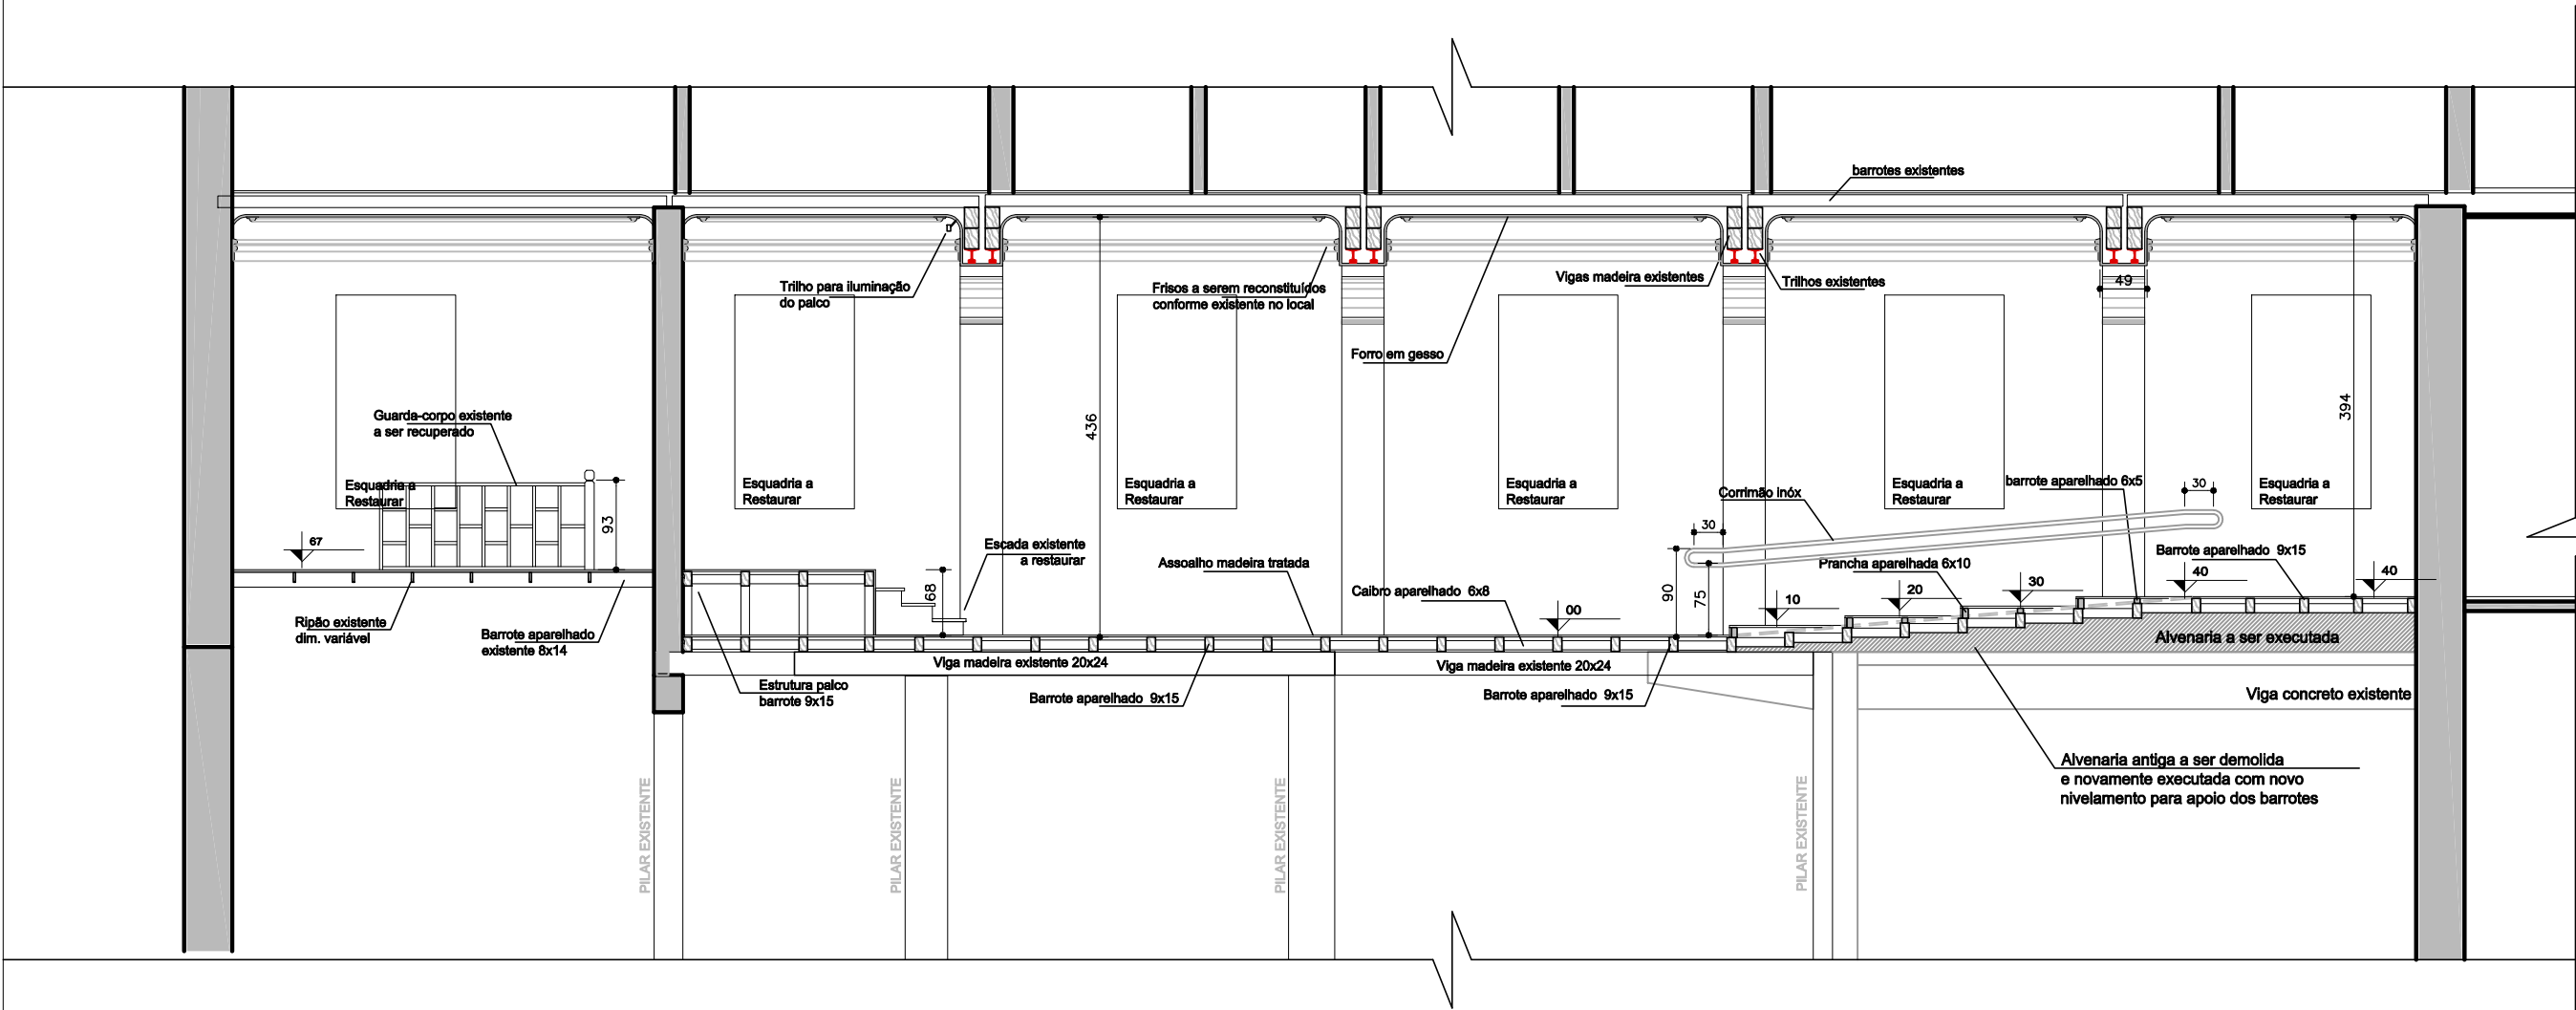 barrotes existentes
Trilho para iluminação
do palco
Frisos a serem reconstituídos
conforme existente no local
Vigas madeira existentes
Trilhos existentes
49
Forro em gesso
436
394
Guarda-corpo existente
a ser recuperado
Esquadria a
Restaurar
Esquadria a
Restaurar
Esquadria a
Restaurar
Esquadria a
Restaurar
Esquadria a
Restaurar
Esquadria a
Restaurar
Corrimão inóx
barrote aparelhado 6x5
30
30
93
67
Escada existente
a restaurar
Assoalho madeira tratada
Caibro aparelhado 6x8
Prancha aparelhada 6x10
Barrote aparelhado 9x15
68
90
75
00
10
20
30
40
40
Ripão existente
dim. variável
Barrote aparelhado
existente 8x14
Estrutura palco
barrote 9x15
Viga madeira existente 20x24
Viga madeira existente 20x24
Barrote aparelhado 9x15
Barrote aparelhado 9x15
Alvenaria a ser executada
Viga concreto existente
Alvenaria antiga a ser demolida
e novamente executada com novo
nivelamento para apoio dos barrotes
PILAR EXISTENTE
PILAR EXISTENTE
PILAR EXISTENTE
PILAR EXISTENTE